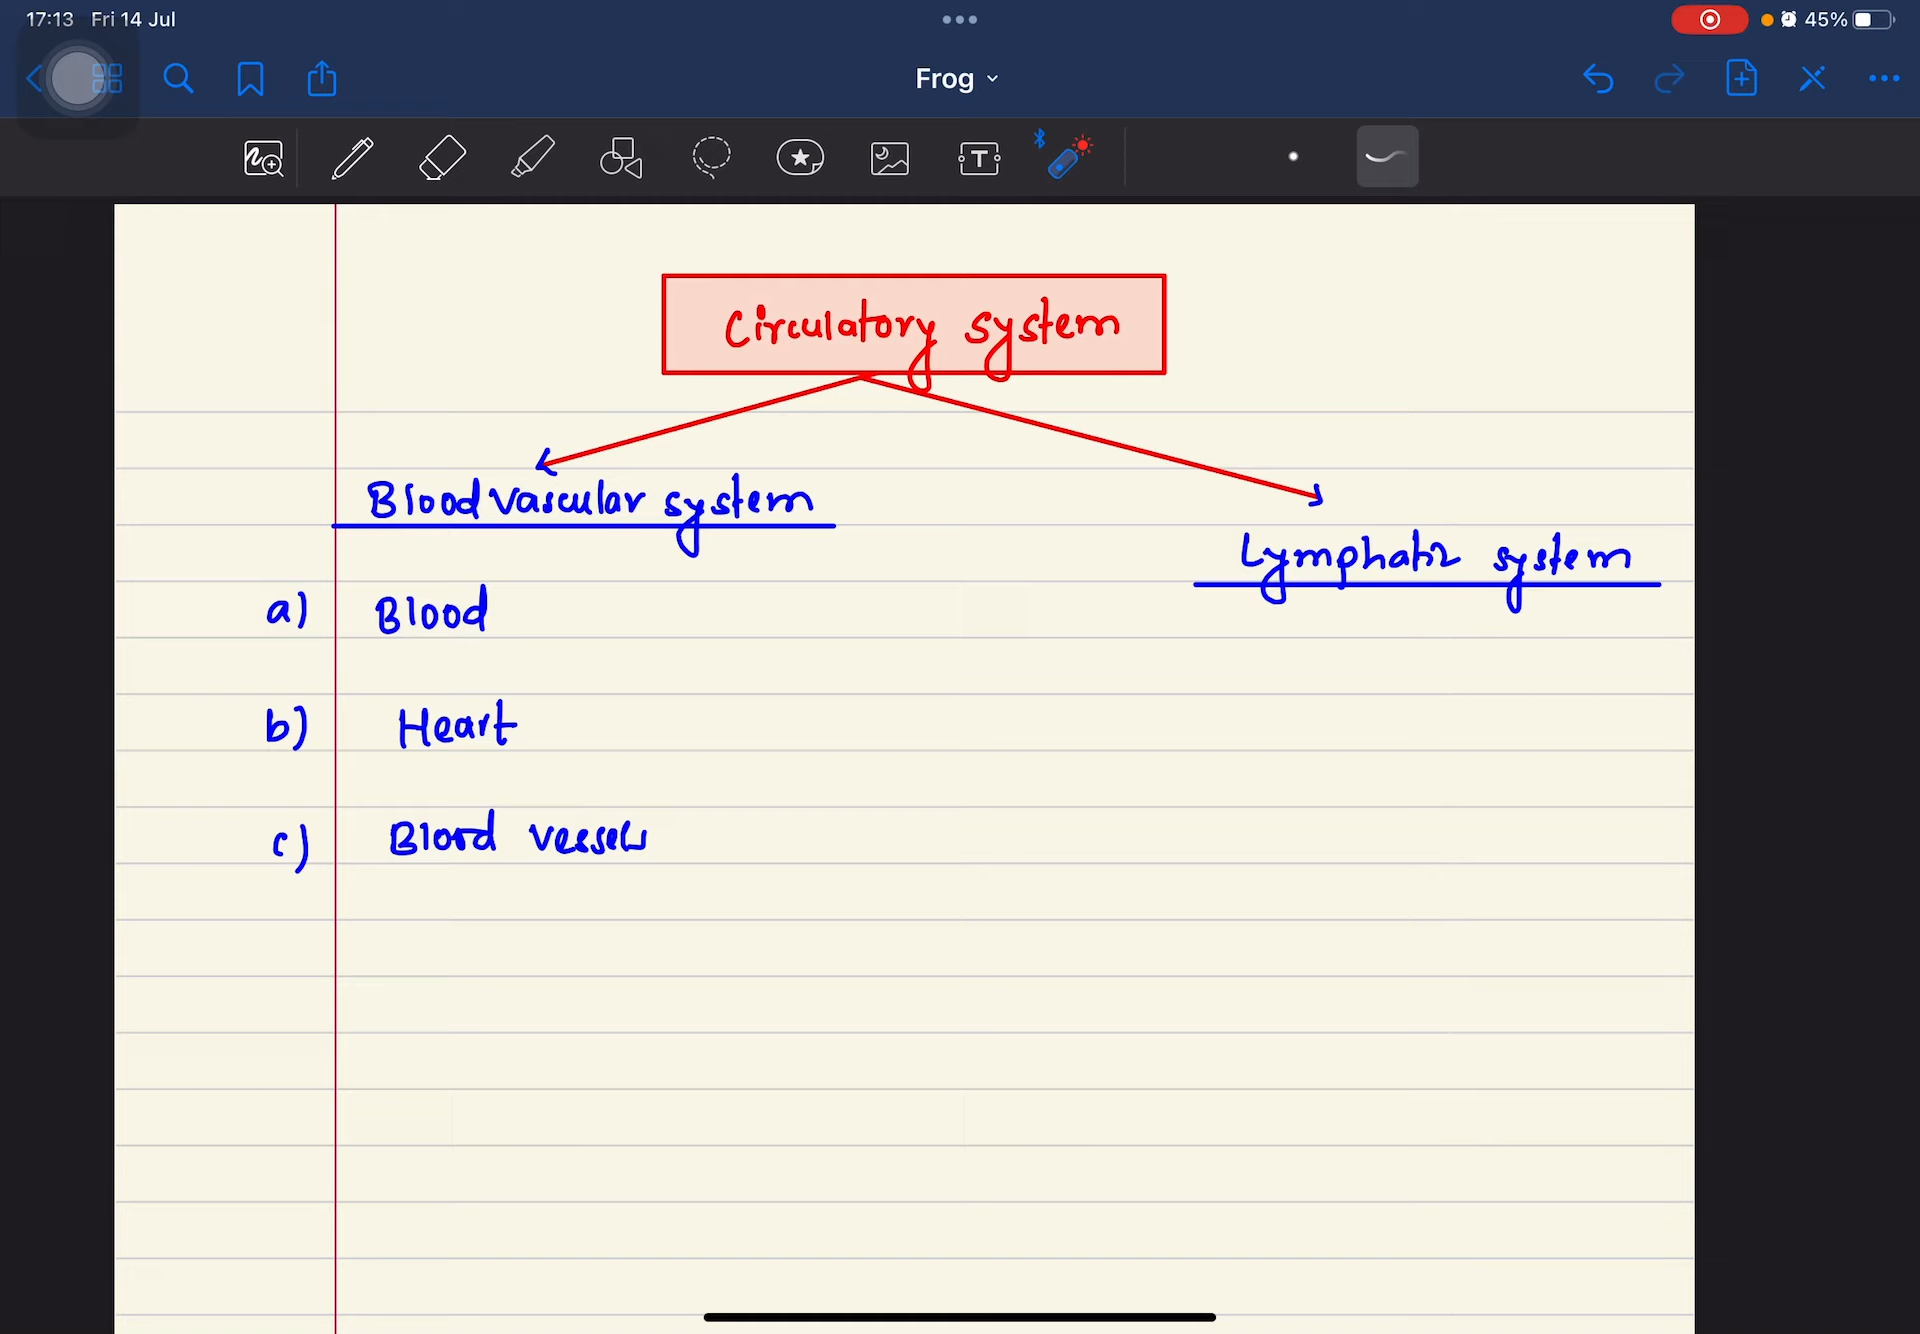 17:13 Fri 14 Jul
45%
Frog
T
Circulatory system
Blood vascular system
Lymphatic system
a) Blood
b) Heart
c) Blood vessels